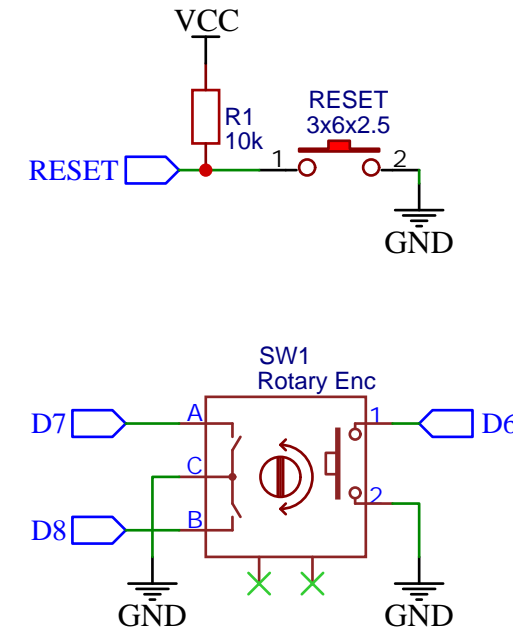 VCC
R1
10k
RESET
3x6x2.5
RESET
1
2
GND
SW1
Rotary Enc
D7
A
1
D6
C
D8
B
2
GND
GND